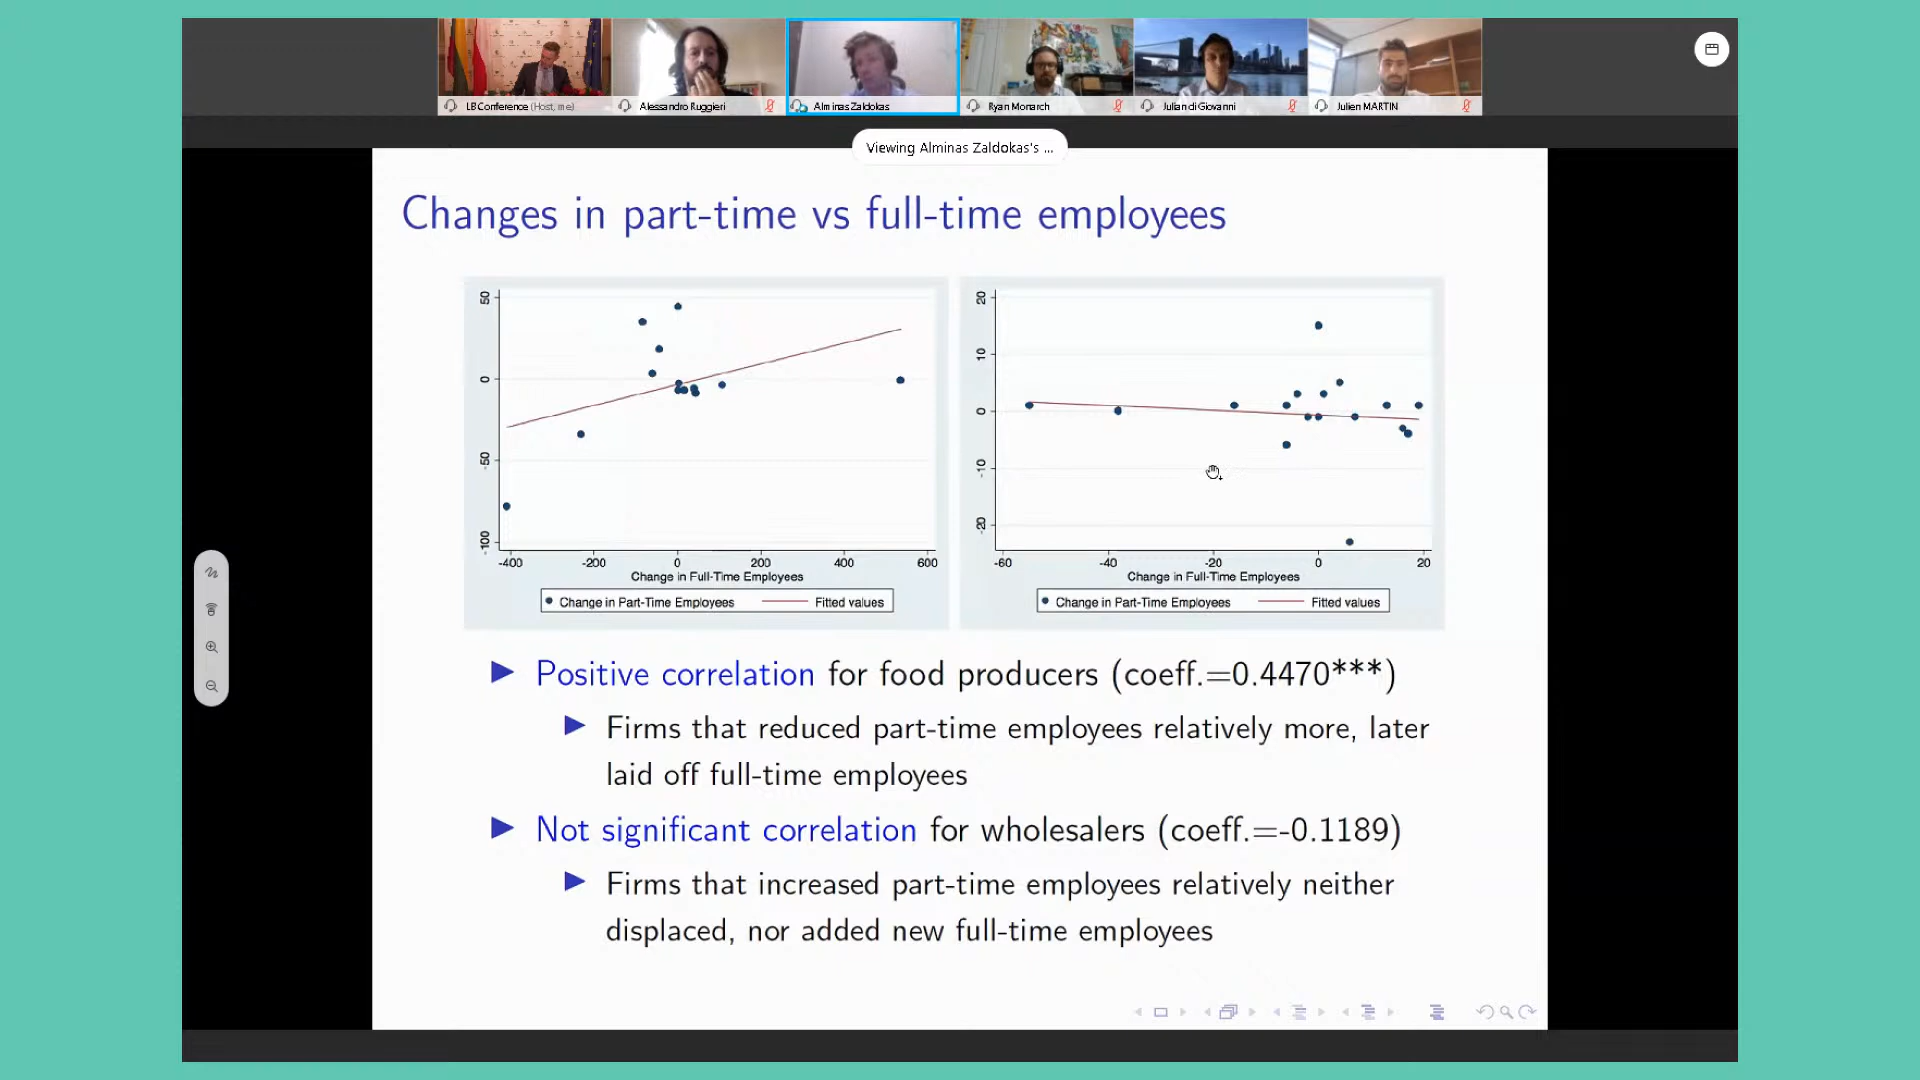 LB Conference (Host, me)
Alessandro Ruggieri
Alminas Zaldokas
Ryan Monarch
Julian di Giovanni
Julien MARTIN
Viewing Alminas Zaldokas's ...
Changes in part-time vs full-time employees
50
0
-50
-100
-400 -200 0 200 400 600
Change in Full-Time Employees
Change in Part-Time Employees Fitted values
20
10
0
-10
-20
-60 -40 -20 0 20
Change in Full-Time Employees
Change in Part-Time Employees Fitted values
Positive correlation for food producers (coeff.=0.4470***)
Firms that reduced part-time employees relatively more, later
laid off full-time employees
Not significant correlation for wholesalers (coeff.=-0.1189)
Firms that increased part-time employees relatively neither
displaced, nor added new full-time employees